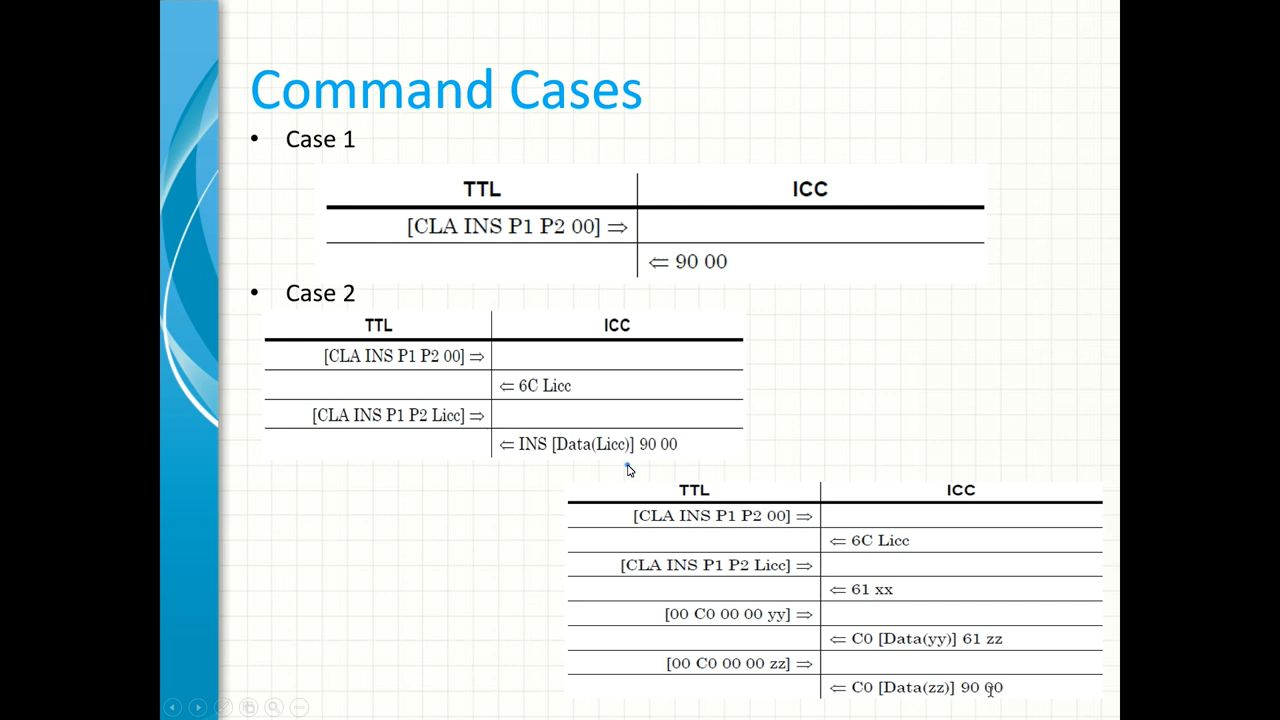 Command Cases
• Case 1
TTL ICC
[CLA INS P1 P2 00] ⇒
⇐ 90 00
• Case 2
TTL ICC
[CLA INS P1 P2 00] ⇒
⇐ 6C Licc
[CLA INS P1 P2 Licc] ⇒
⇐ INS [Data(Licc)] 90 00
TTL ICC
[CLA INS P1 P2 00] ⇒
⇐ 6C Licc
[CLA INS P1 P2 Licc] ⇒
⇐ 61 xx
[00 C0 00 00 yy] ⇒
⇐ C0 [Data(yy)] 61 zz
[00 C0 00 00 zz] ⇒
⇐ C0 [Data(zz)] 90 00